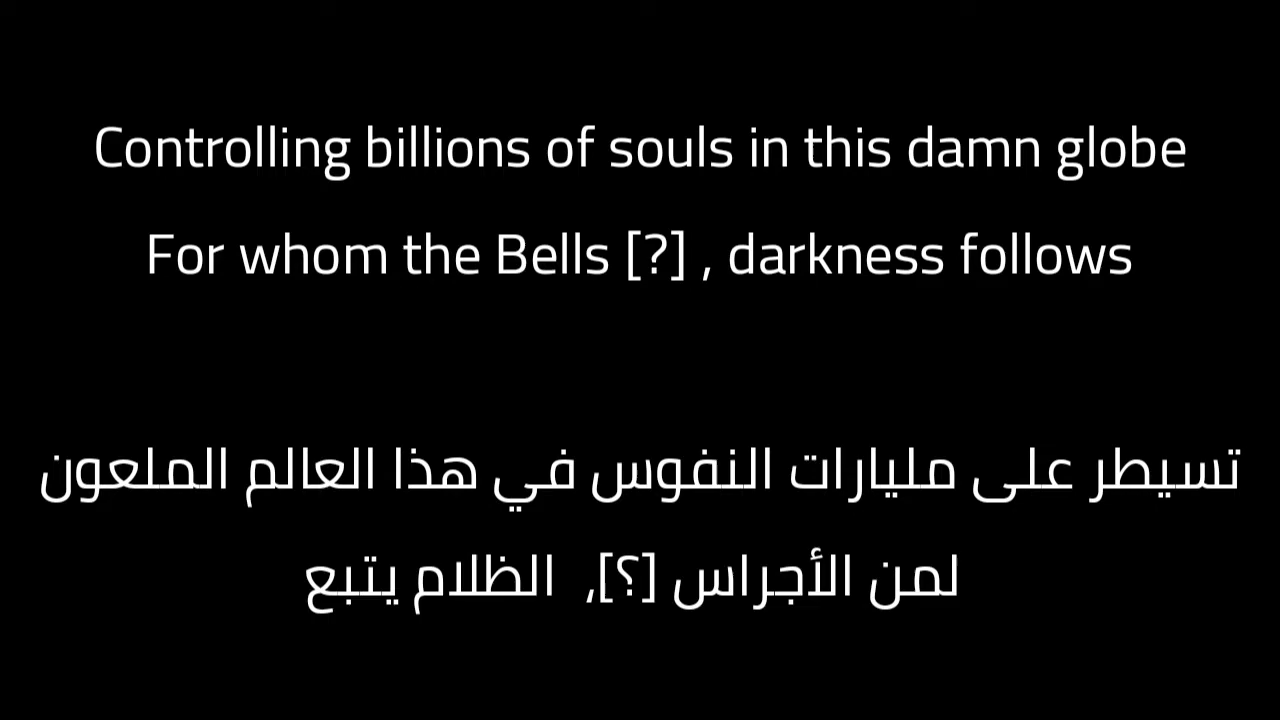 Controlling billions of souls in this damn globe
For whom the Bells [?] , darkness follows
تسيطر على مليارات النفوس في هذا العالم الملعون
لمن الأجراس [؟], الظلام يتبع